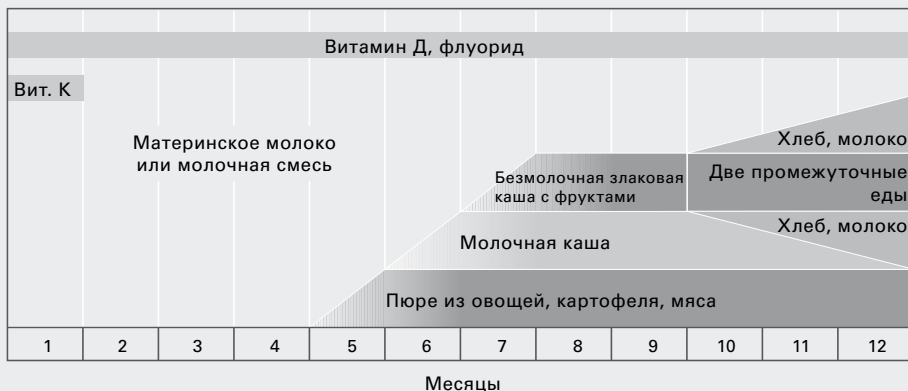 Витамин Д, флуорид
Вит. К
Материнское молоко
или молочная смесь
Хлеб, молоко
Безмолочная злаковая
каша с фруктами
Две промежуточные
еды
Хлеб, молоко
Молочная каша
Пюре из овощей, картофеля, мяса
1 2 3 4 5 6 7 8 9 10 11 12
Месяцы